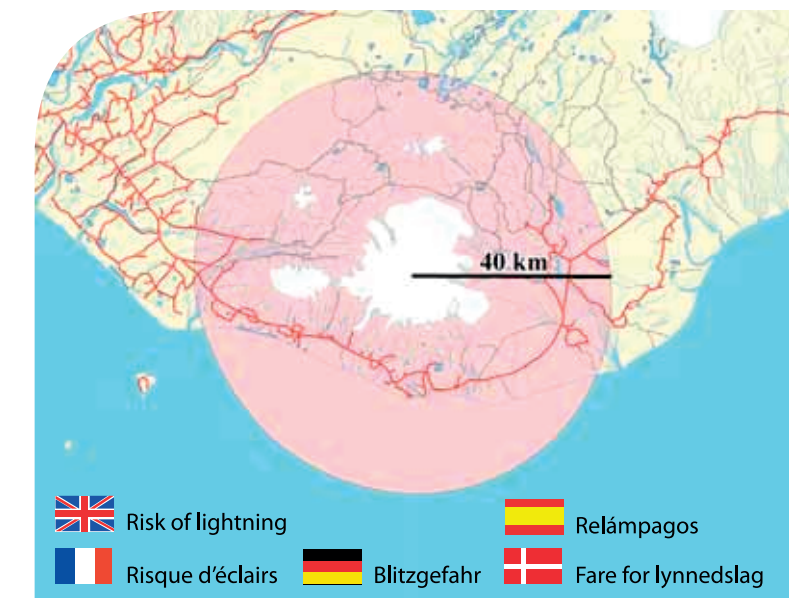 40 km
Risk of lightning
Relámpagos
Risque d’éclairs
Blitzgefahr
Fare for lynnedslag